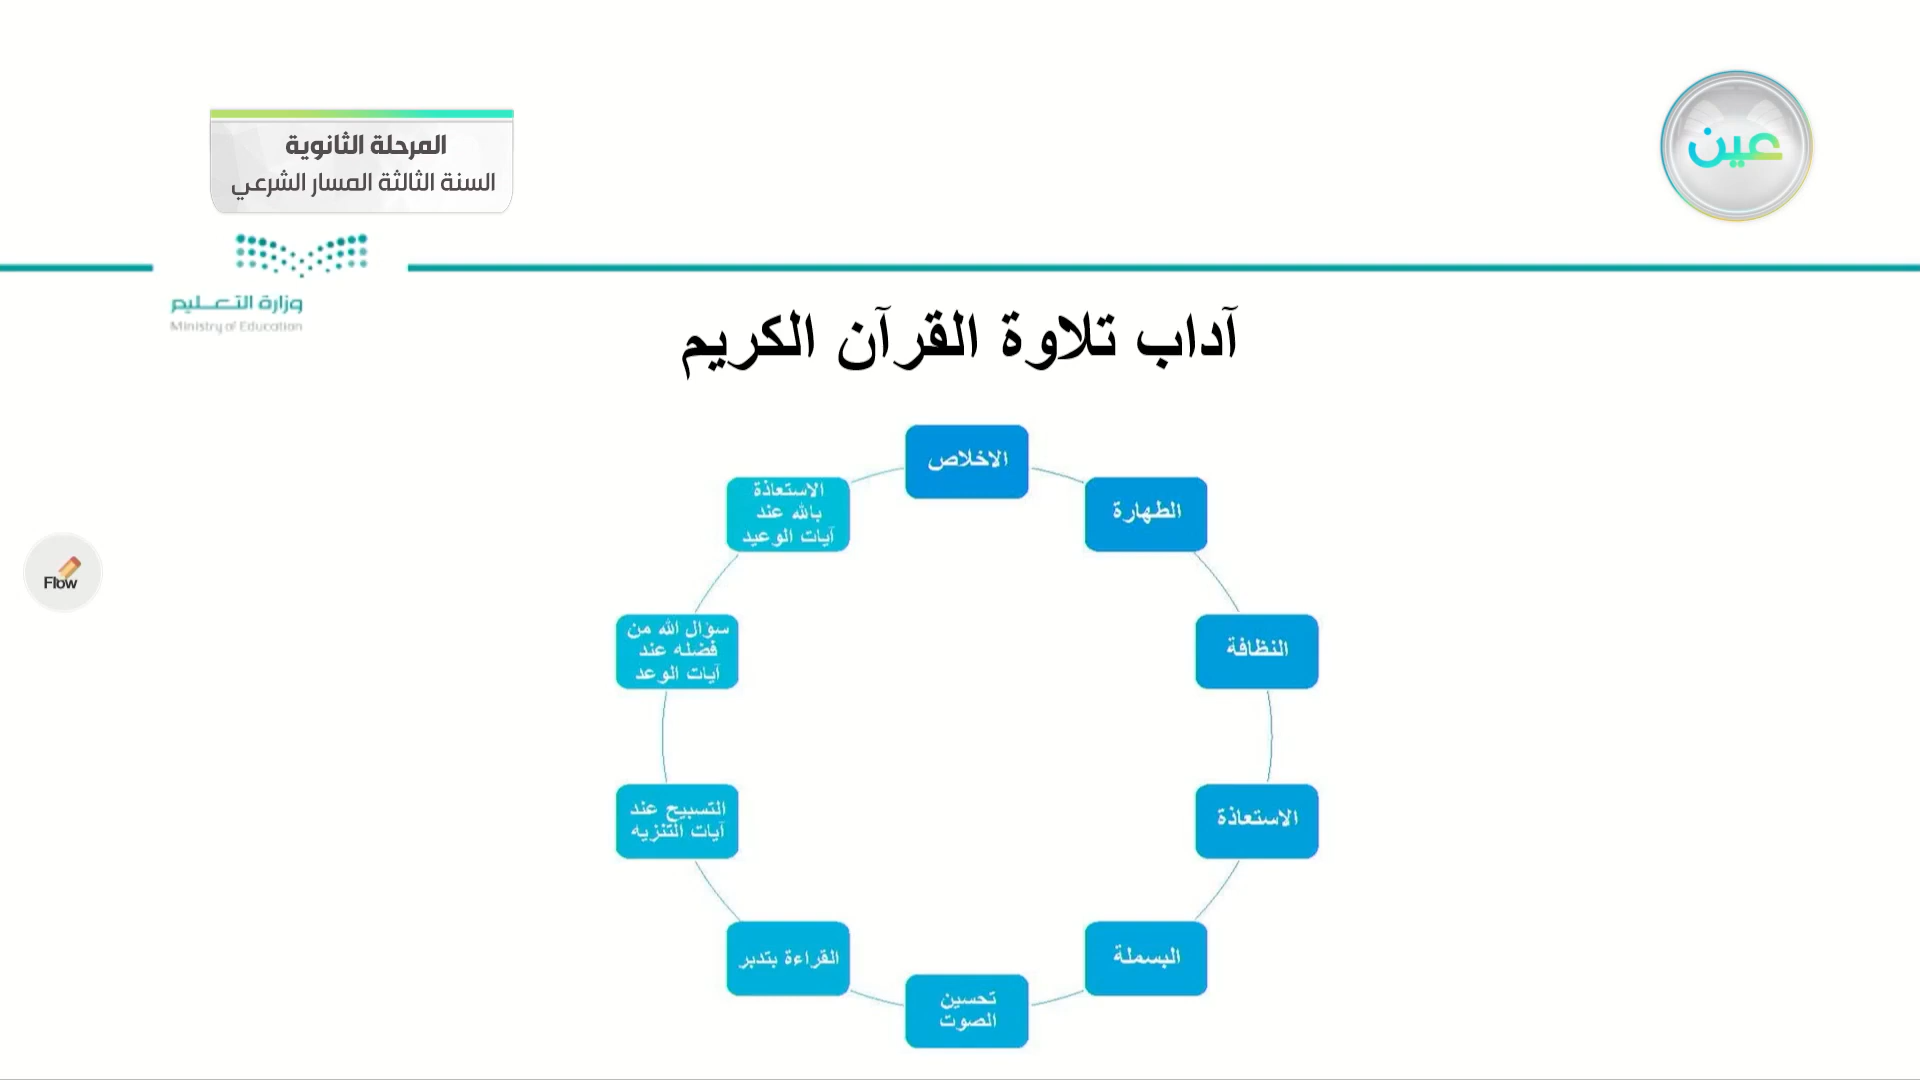 المرحلة الثانوية
السنة الثالثة المسار الشرعي
عين
وزارة التعليم
Ministry of Education
آداب تلاوة القرآن الكريم
الاخلاص
الطهارة
النظافة
الاستعاذة
البسملة
تحسين
الصوت
القراءة بتدبر
التسبيح عند
آيات التنزيه
سؤال الله من
فضله عند
آيات الوعد
الاستعاذة
بالله عند
آيات الوعيد
Flow